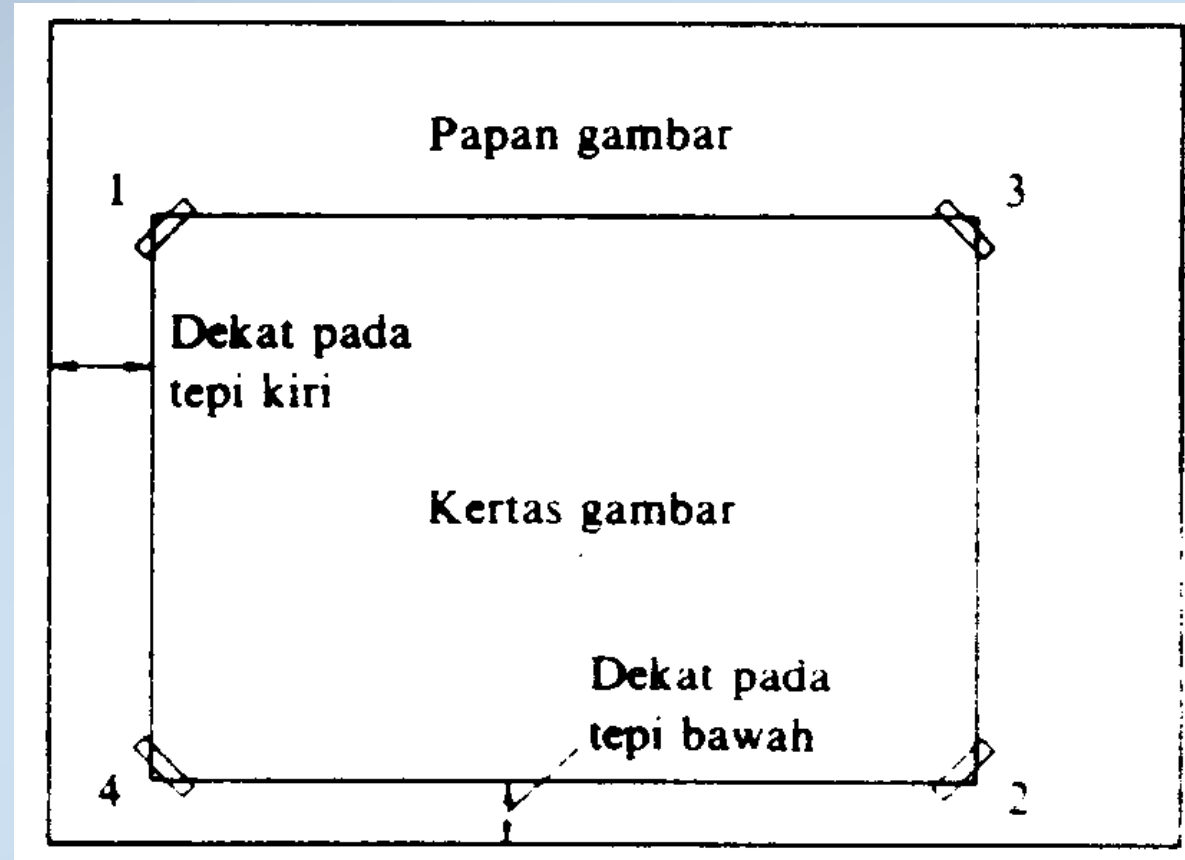 Papan gambar
1
3
Dekat pada
tepi kiri
Kertas gambar
Dekat pada
tepi bawah
4
2